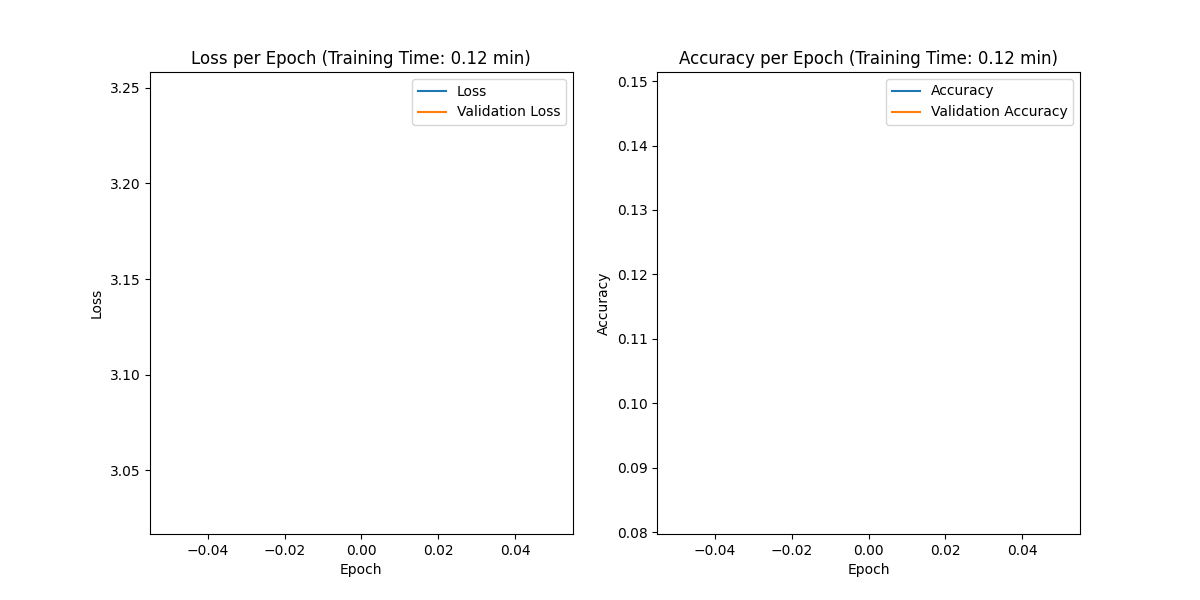 Loss per Epoch (Training Time: 0.12 min)
Loss
Validation Loss
3.25
3.20
3.15
3.10
3.05
Loss
−0.04
−0.02
0.00
0.02
0.04
Epoch
Accuracy per Epoch (Training Time: 0.12 min)
Accuracy
Validation Accuracy
0.15
0.14
0.13
0.12
0.11
0.10
0.09
0.08
Accuracy
−0.04
−0.02
0.00
0.02
0.04
Epoch